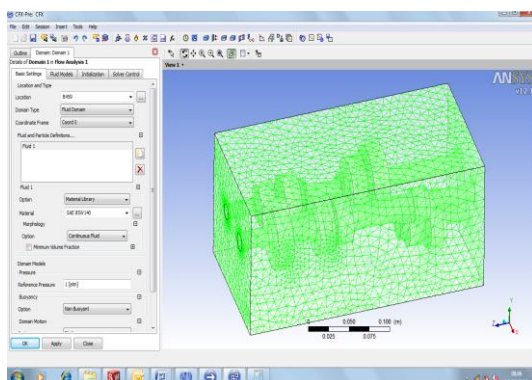 CFX-Pre: CFX
File Edit Session Insert Tools Help
Outline Domain: Domain 1
Details of Domain 1 in Flow Analysis 1
Basic Settings Fluid Models Initialization Solver Control
Location and Type
Location
Domain Type Fluid Domain
Coordinate Frame Coord 0
Fluid and Particle Definitions...
Fluid 1
Fluid 1
Option Material Library
Material
Morphology
Option Continuous Fluid
Minimum Volume Fraction
Domain Models
Pressure
Reference Pressure 1 [atm]
Buoyancy
Option Non Buoyant
Domain Motion
OK Apply Close
View 1
ANSYS
v12.1
0 0.050 0.100 (m)
0.025 0.075
Y
Z X